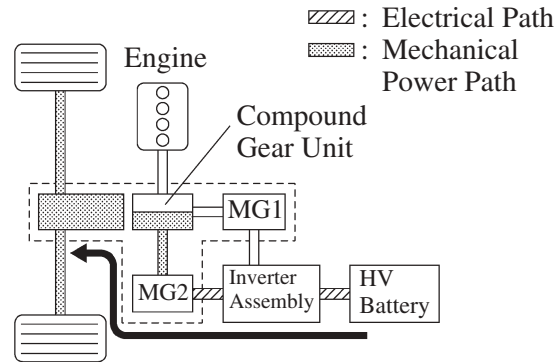 : Electrical Path
: Mechanical
Power Path
Engine
Compound
Gear Unit
MG1
MG2
Inverter
Assembly
HV
Battery